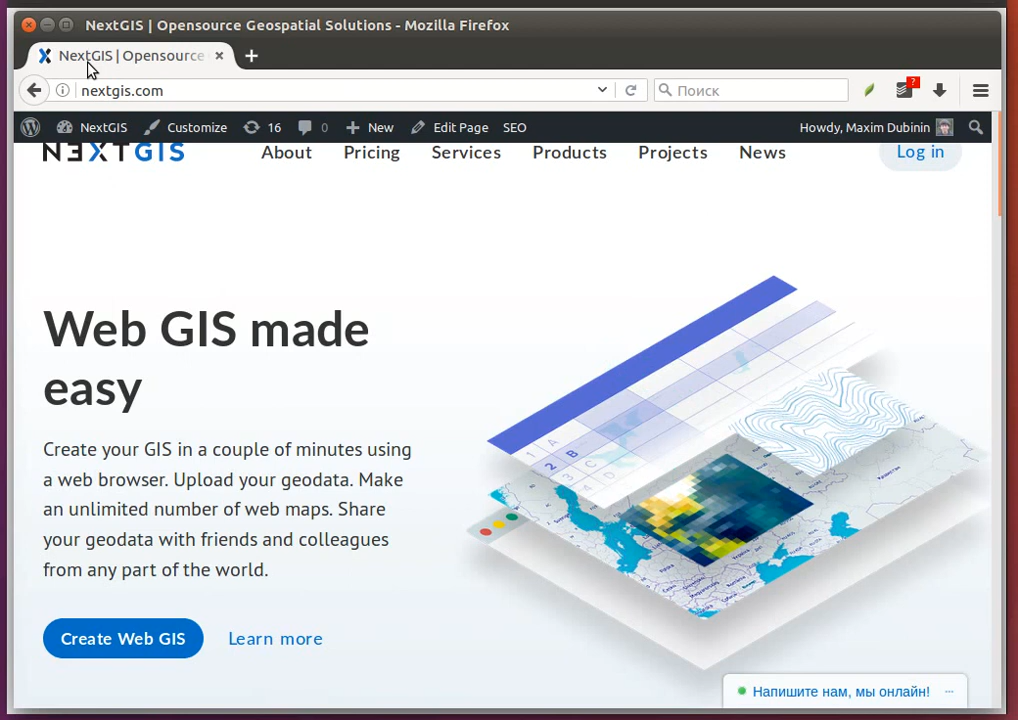 NextGIS | Opensource Geospatial Solutions - Mozilla Firefox
NextGIS | Opensource
nextgis.com
Поиск
?
NextGIS Customize 16 0 New Edit Page SEO Howdy, Maxim Dubinin
NEXTGIS About Pricing Services Products Projects News Log in
Web GIS made
easy
Create your GIS in a couple of minutes using
a web browser. Upload your geodata. Make
an unlimited number of web maps. Share
your geodata with friends and colleagues
from any part of the world.
Create Web GIS Learn more
A
B
C
D
1
2
Напишите нам, мы онлайн!